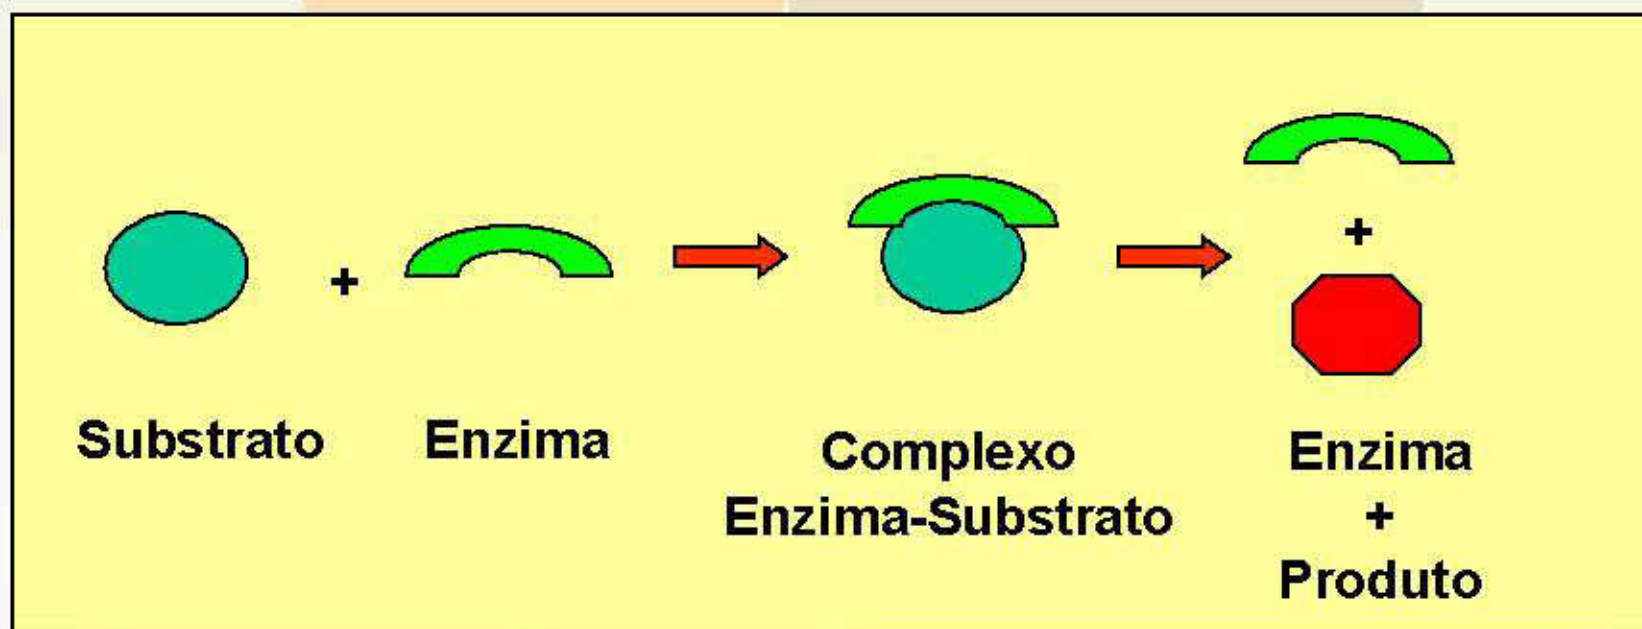 +
+
Substrato
Enzima
Complexo
Enzima-Substrato
Enzima
+
Produto